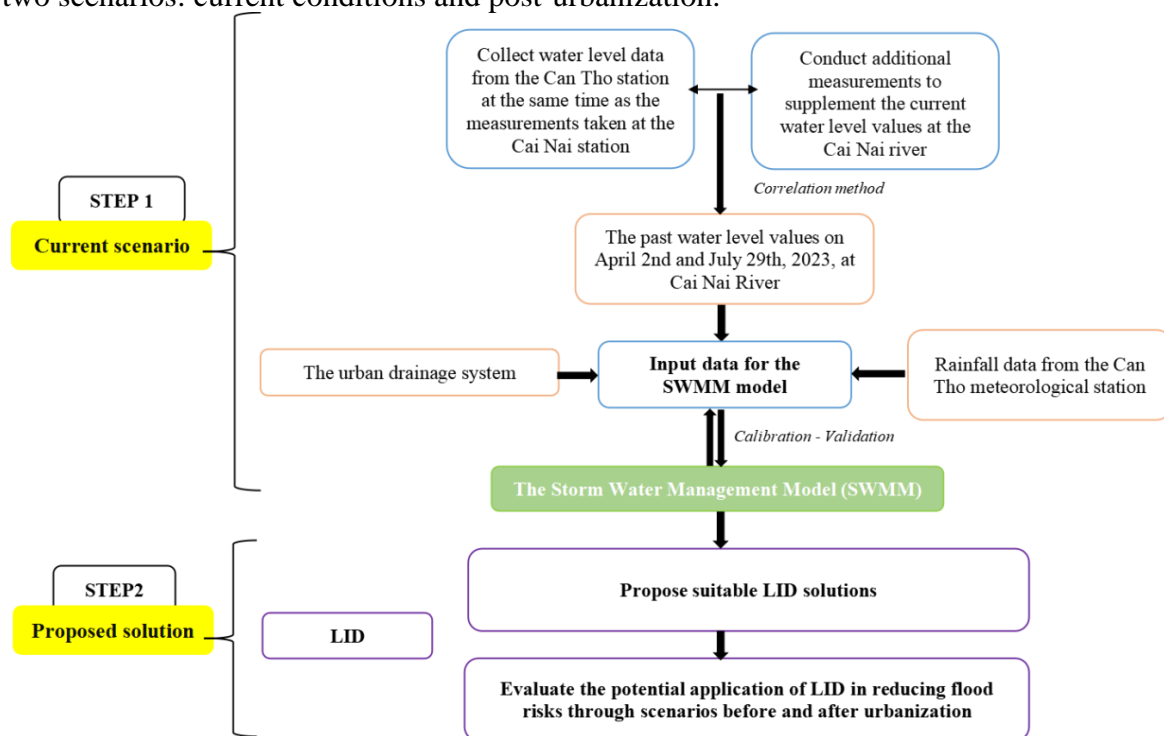 two scenarios: current conditions and post-urbanization.
Collect water level data
from the Can Tho station
at the same time as the
measurements taken at the
Cai Nai station
Conduct additional
measurements to
supplement the current
water level values at the
Cai Nai river
Correlation method
STEP 1
Current scenario
The past water level values on
April 2nd and July 29th, 2023, at
Cai Nai River
The urban drainage system
Input data for the
SWMM model
Rainfall data from the Can
Tho meteorological station
Calibration - Validation
The Storm Water Management Model (SWMM)
STEP2
Proposed solution
LID
Propose suitable LID solutions
Evaluate the potential application of LID in reducing flood
risks through scenarios before and after urbanization